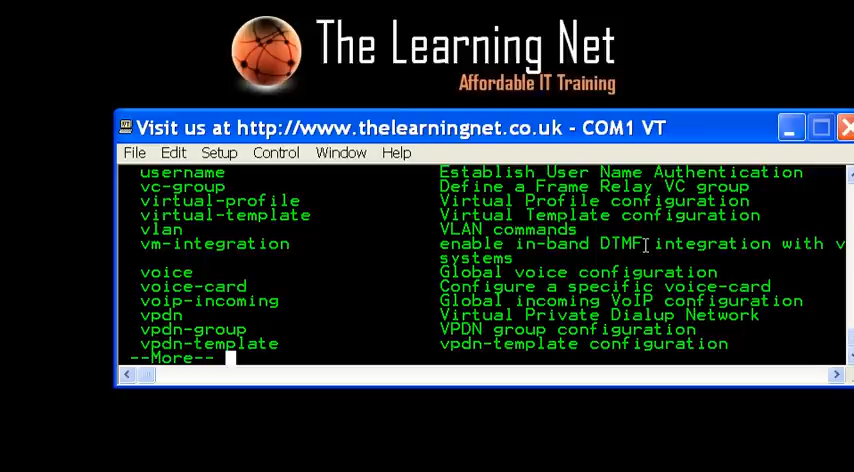 The Learning Net
Affordable IT Training
Visit us at http://www.thelearningnet.co.uk - COM1 VT
File Edit Setup Control Window Help
username Establish User Name Authentication
vc-group Define a Frame Relay VC group
virtual-profile Virtual Profile configuration
virtual-template Virtual Template configuration
vlan VLAN commands
vm-integration enable in-band DTMF integration with v
systems
voice Global voice configuration
voice-card Configure a specific voice-card
voip-incoming Global incoming VoIP configuration
vpdn Virtual Private Dialup Network
vpdn-group VPDN group configuration
vpdn-template vpdn-template configuration
--More--